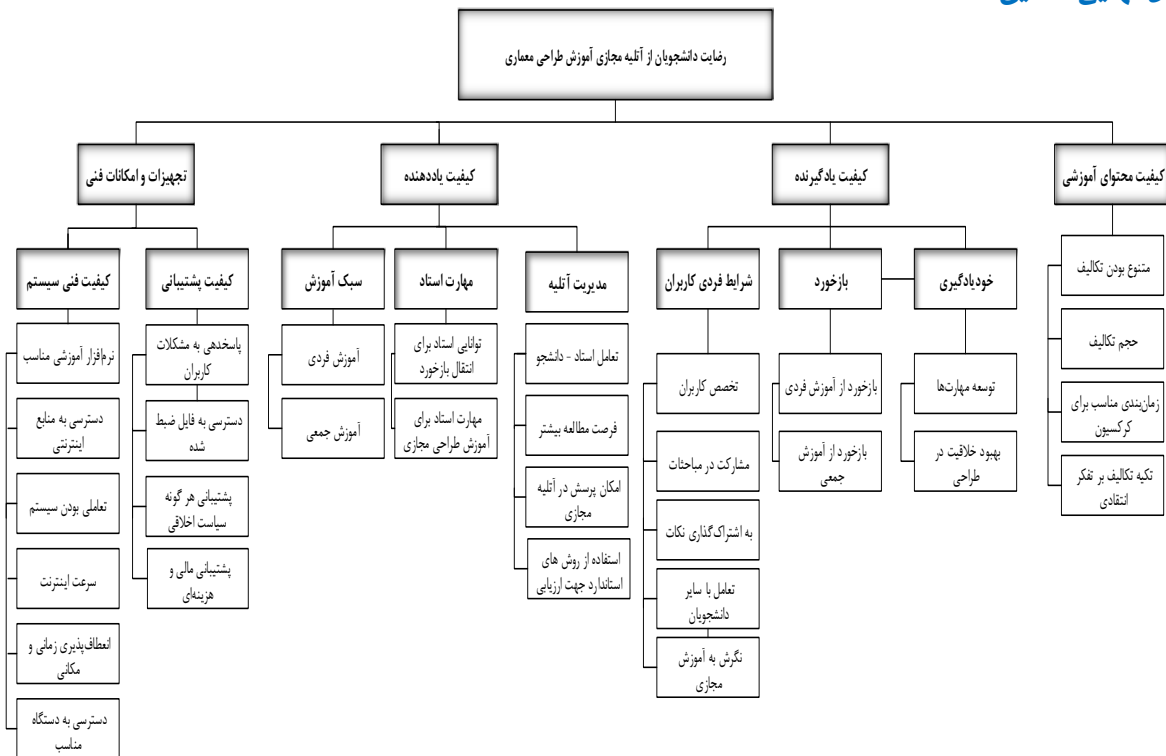 رضایت دانشجویان از آتلیه مجازی آموزش طراحی معماری
کیفیت محتوای آموزشی
متنوع بودن تکالیف
حجم تکالیف
زمان‌بندی مناسب برای
کرکسیون
تکیه تکالیف بر تفکر
انتقادی
کیفیت یادگیرنده
خودیادگیری
توسعه مهارت‌ها
بهبود خلاقیت در
طراحی
بازخورد
بازخورد از آموزش فردی
بازخورد از آموزش
جمعی
شرایط فردی کاربران
تخصص کاربران
مشارکت در مباحثات
به اشتراک‌گذاری نکات
تعامل با سایر
دانشجویان
نگرش به آموزش
مجازی
کیفیت یاددهنده
مدیریت آتلیه
تعامل استاد - دانشجو
فرصت مطالعه بیشتر
امکان پرسش در آتلیه
مجازی
استفاده از روش های
استاندارد جهت ارزیابی
مهارت استاد
توانایی استاد برای
انتقال بازخورد
مهارت استاد برای
آموزش طراحی مجازی
سبک آموزش
آموزش فردی
آموزش جمعی
تجهیزات و امکانات فنی
کیفیت پشتیبانی
پاسخدهی به مشکلات
کاربران
دسترسی به فایل ضبط
شده
پشتیبانی هر گونه
سیاست اخلاقی
پشتیبانی مالی و
هزینه‌ای
کیفیت فنی سیستم
نرم‌افزار آموزشی مناسب
دسترسی به منابع
اینترنتی
تعاملی بودن سیستم
سرعت اینترنت
انعطاف‌پذیری زمانی و
مکانی
دسترسی به دستگاه
مناسب